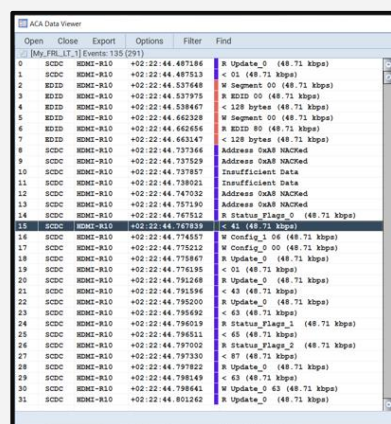 ACA Data Viewer
Open Close Export Options Filter Find
[My_FRL_LT_1] Events: 135 (291)
0 SCDC HDMI-R10 +02:22:44.487186 R Update_0 (48.71 kbps)
1 SCDC HDMI-R10 +02:22:44.487513 < 01 (48.71 kbps)
2 EDID HDMI-R10 +02:22:44.537648 W Segment 00 (48.71 kbps)
3 EDID HDMI-R10 +02:22:44.537975 R EDID 00 (48.71 kbps)
4 EDID HDMI-R10 +02:22:44.538467 < 128 bytes (48.71 kbps)
5 EDID HDMI-R10 +02:22:44.662328 W Segment 00 (48.71 kbps)
6 EDID HDMI-R10 +02:22:44.662656 R EDID 80 (48.71 kbps)
7 EDID HDMI-R10 +02:22:44.663147 < 128 bytes (48.71 kbps)
8 SCDC HDMI-R10 +02:22:44.737366 Address 0xA8 NACKed
9 SCDC HDMI-R10 +02:22:44.737529 Address 0xA8 NACKed
10 SCDC HDMI-R10 +02:22:44.737857 Insufficient Data
11 SCDC HDMI-R10 +02:22:44.738021 Insufficient Data
12 SCDC HDMI-R10 +02:22:44.747032 Address 0xA8 NACKed
13 SCDC HDMI-R10 +02:22:44.757190 Address 0xA8 NACKed
14 SCDC HDMI-R10 +02:22:44.767512 R Status_Flags_0 (48.71 kbps)
15 SCDC HDMI-R10 +02:22:44.767839 < 41 (48.71 kbps)
16 SCDC HDMI-R10 +02:22:44.774557 W Config_1 06 (48.71 kbps)
17 SCDC HDMI-R10 +02:22:44.775212 W Config_0 00 (48.71 kbps)
18 SCDC HDMI-R10 +02:22:44.775867 R Update_0 (48.71 kbps)
19 SCDC HDMI-R10 +02:22:44.776195 < 01 (48.71 kbps)
20 SCDC HDMI-R10 +02:22:44.791268 R Update_0 (48.71 kbps)
21 SCDC HDMI-R10 +02:22:44.791596 < 43 (48.71 kbps)
22 SCDC HDMI-R10 +02:22:44.795200 R Update_0 (48.71 kbps)
23 SCDC HDMI-R10 +02:22:44.795692 < 63 (48.71 kbps)
24 SCDC HDMI-R10 +02:22:44.796019 R Status_Flags_1 (48.71 kbps)
25 SCDC HDMI-R10 +02:22:44.796511 < 65 (48.71 kbps)
26 SCDC HDMI-R10 +02:22:44.797002 R Status_Flags_2 (48.71 kbps)
27 SCDC HDMI-R10 +02:22:44.797330 < 87 (48.71 kbps)
28 SCDC HDMI-R10 +02:22:44.797822 R Update_0 (48.71 kbps)
29 SCDC HDMI-R10 +02:22:44.798149 < 63 (48.71 kbps)
30 SCDC HDMI-R10 +02:22:44.798641 W Update_0 63 (48.71 kbps)
31 SCDC HDMI-R10 +02:22:44.801262 R Update_0 (48.71 kbps)